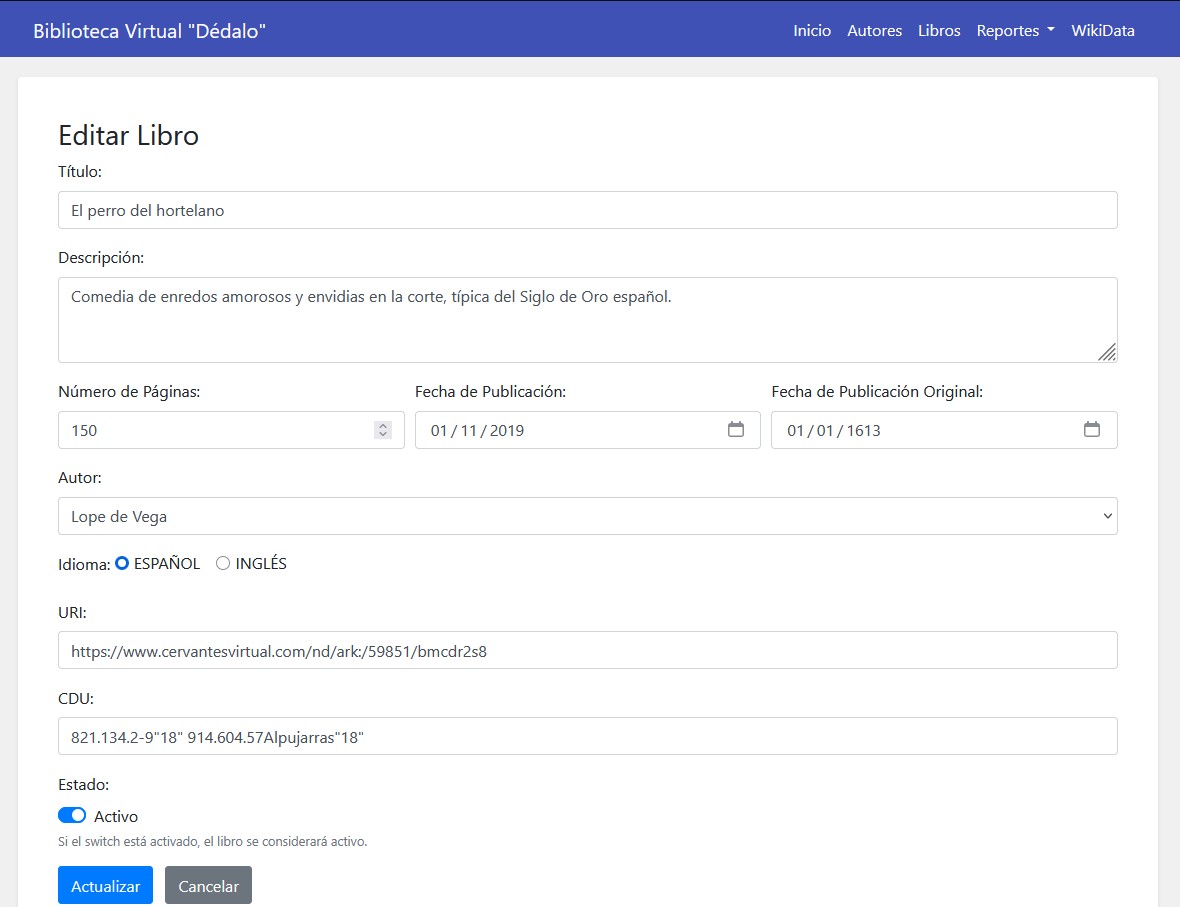 Biblioteca Virtual "Dédalo"
Inicio Autores Libros Reportes WikiData
Editar Libro
Título:
El perro del hortelano
Descripción:
Comedia de enredos amorosos y envidias en la corte, típica del Siglo de Oro español.
Número de Páginas: Fecha de Publicación: Fecha de Publicación Original:
150 01/11/2019 01/01/1613
Autor:
Lope de Vega
Idioma: ESPAÑOL INGLÉS
URI:
https://www.cervantesvirtual.com/nd/ark:/59851/bmcdr2s8
CDU:
821.134.2-9"18" 914.604.57Alpujarras"18"
Estado:
Activo
Si el switch está activado, el libro se considerará activo.
Actualizar Cancelar